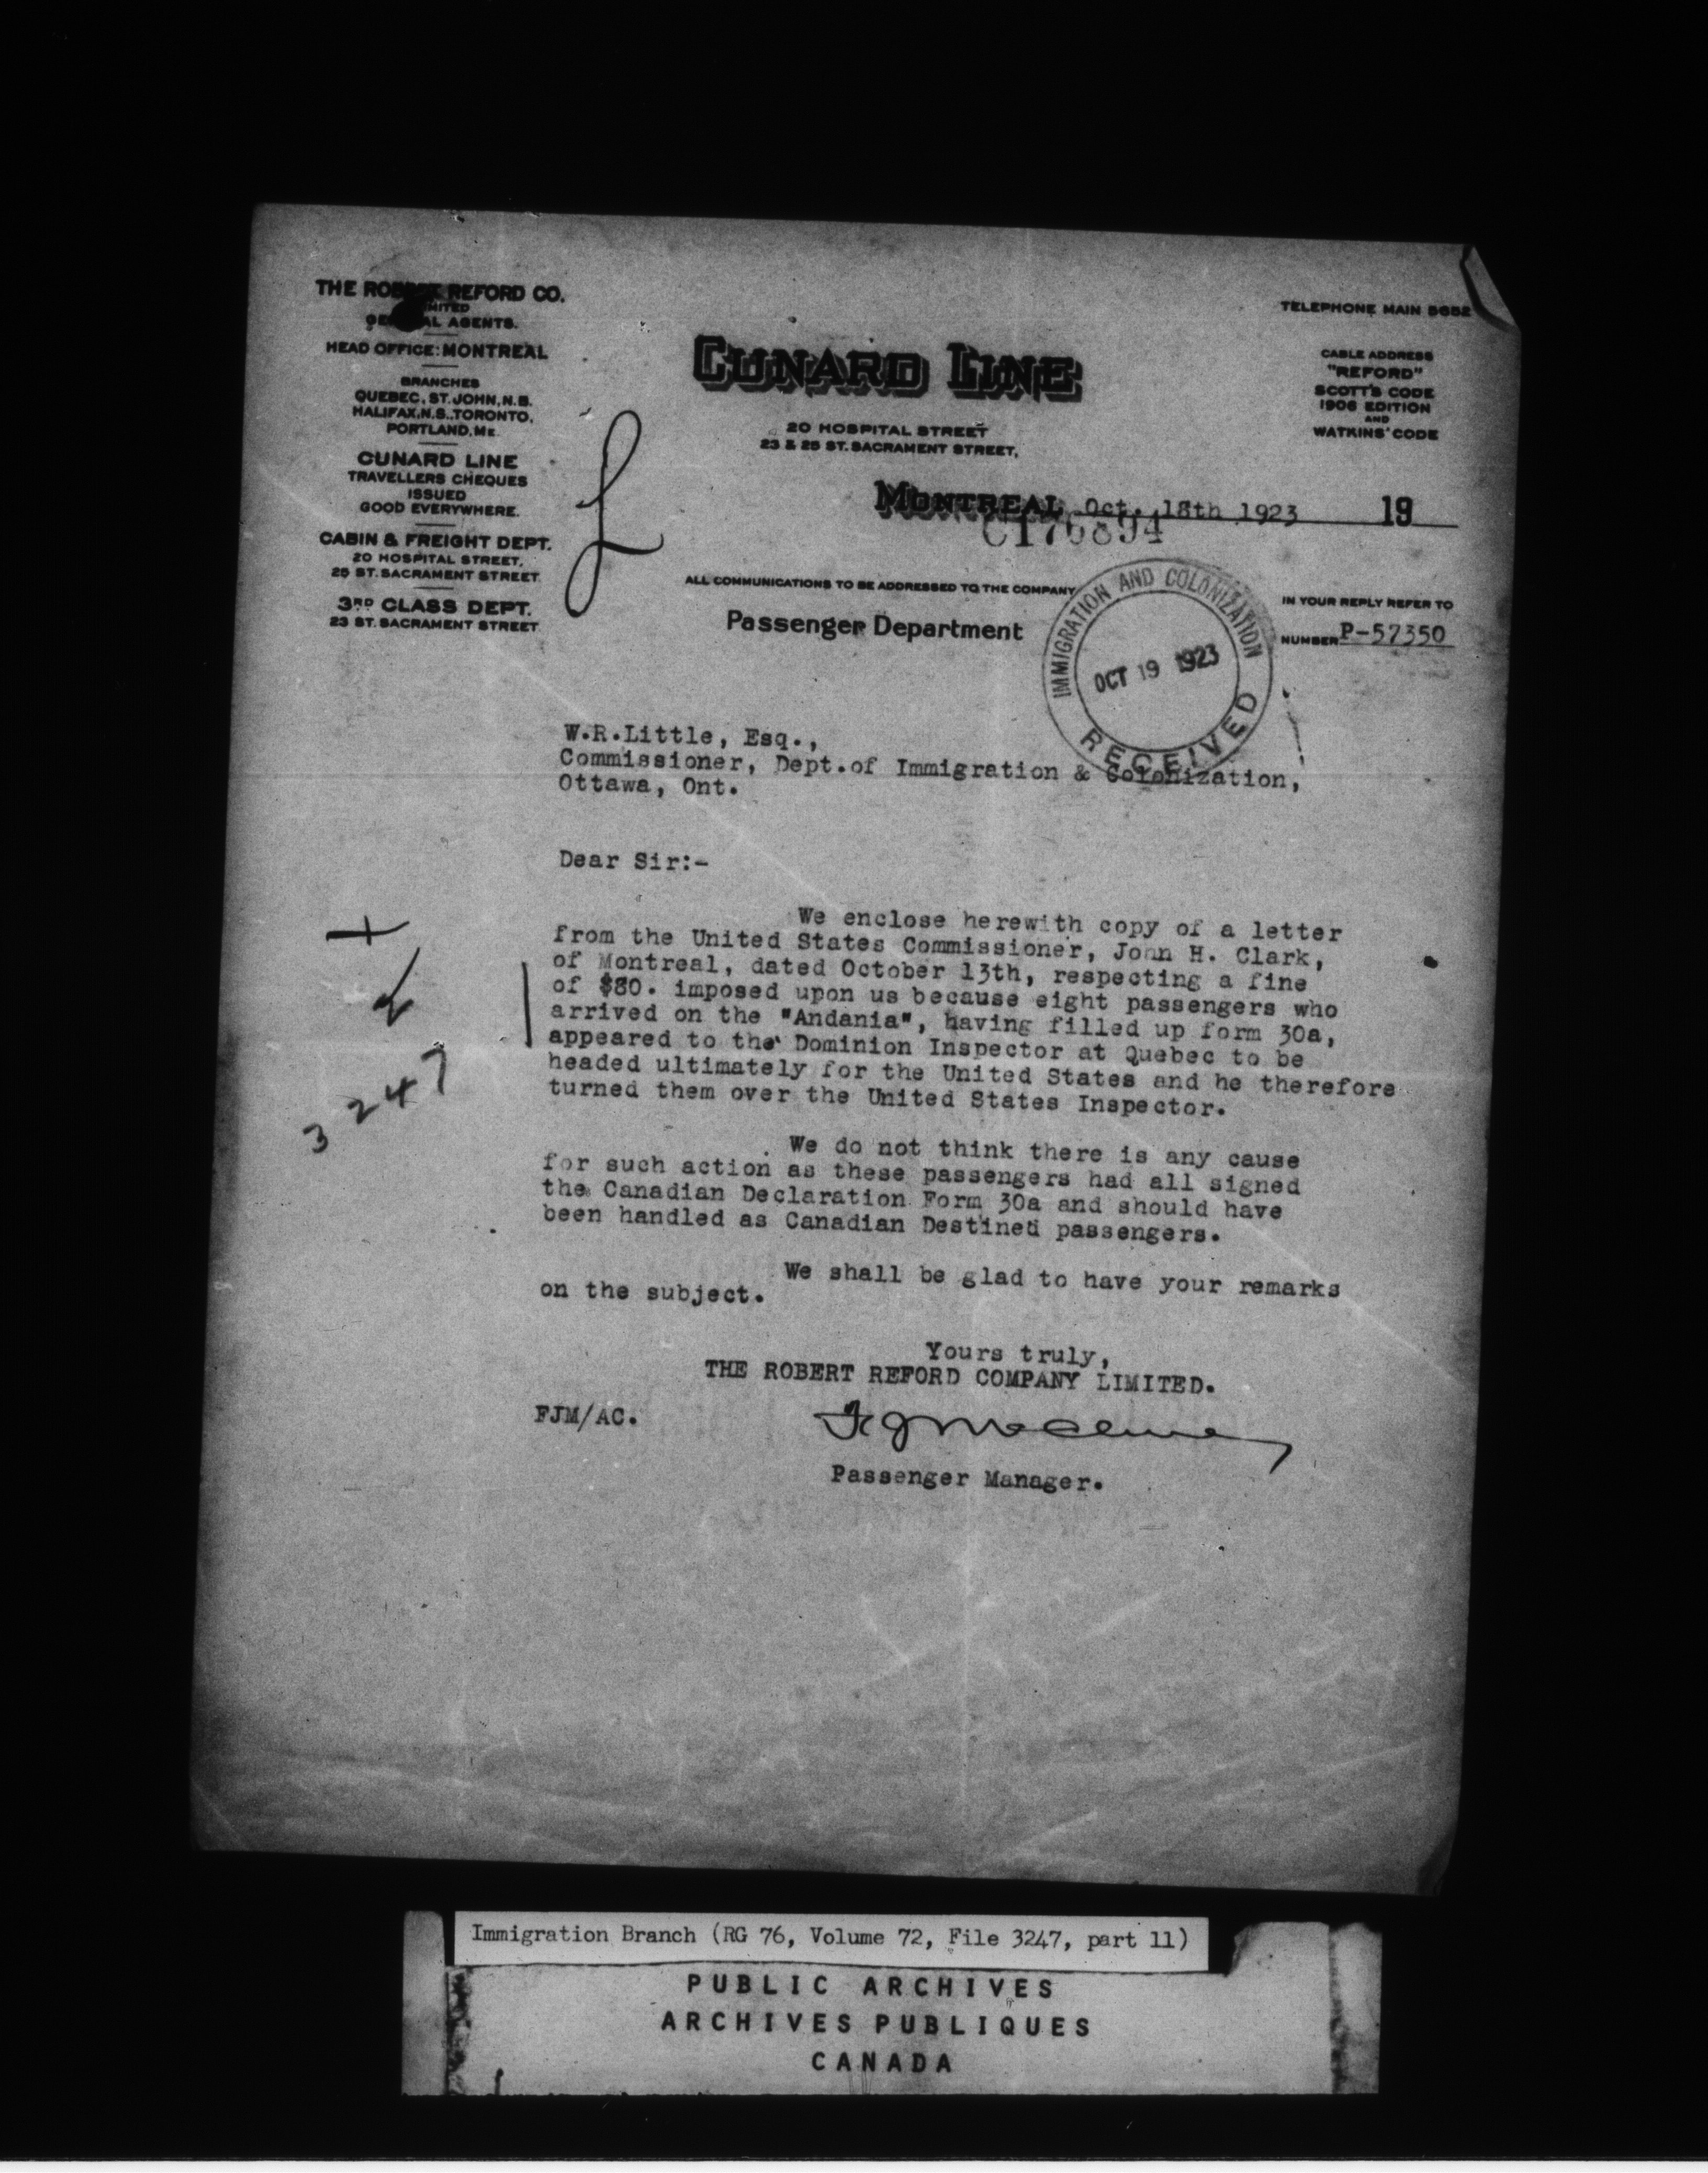 THE ROBERT REFORD CO.
LIMITED
GENERAL AGENTS.
HEAD OFFICE: MONTREAL
BRANCHES
QUEBEC, ST. JOHN, N.B.
HALIFAX, N.S., TORONTO,
PORTLAND, ME.
CUNARD LINE
TRAVELLERS CHEQUES
ISSUED
GOOD EVERYWHERE.
CABIN & FREIGHT DEPT.
20 HOSPITAL STREET,
25 ST. SACRAMENT STREET
3RD CLASS DEPT.
23 ST. SACRAMENT STREET
CUNARD LINE
20 HOSPITAL STREET
23 & 25 ST. SACRAMENT STREET,
TELEPHONE MAIN 5652
CABLE ADDRESS
"REFORD"
SCOTT'S CODE
1906 EDITION
AND
WATKINS' CODE
MONTREAL Oct. 18th 1923 19
C176894
ALL COMMUNICATIONS TO BE ADDRESSED TO THE COMPANY
Passenger Department
IMMIGRATION AND COLONIZATION
OCT 19 1923
RECEIVED
IN YOUR REPLY REFER TO
NUMBER P-57350
W.R.Little, Esq.,
Commissioner, Dept.of Immigration & Colonization,
Ottawa, Ont.
Dear Sir:-
We enclose herewith copy of a letter
from the United States Commissioner, John H. Clark,
of Montreal, dated October 13th, respecting a fine
of $80. imposed upon us because eight passengers who
arrived on the "Andania", having filled up form 30a,
appeared to the Dominion Inspector at Quebec to be
headed ultimately for the United States and he therefore
turned them over the United States Inspector.
3247
We do not think there is any cause
for such action as these passengers had all signed
the Canadian Declaration Form 30a and should have
been handled as Canadian Destined passengers.
We shall be glad to have your remarks
on the subject.
Yours truly,
THE ROBERT REFORD COMPANY LIMITED.
FJM/AC.
Passenger Manager.
Immigration Branch (RG 76, Volume 72, File 3247, part 11)
PUBLIC ARCHIVES
ARCHIVES PUBLIQUES
CANADA